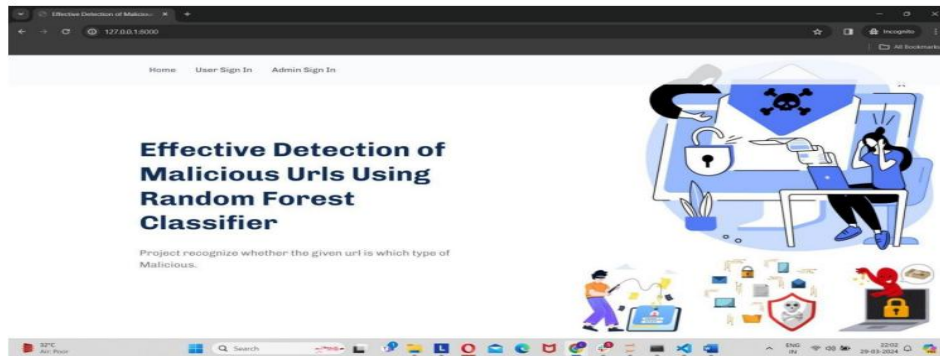 Effective Detection of Malicious
127.0.0.1:8000
Incognito
All Bookmarks
Home User Sign In Admin Sign In
Effective Detection of
Malicious Urls Using
Random Forest
Classifier
Project recognize whether the given url is which type of
Malicious.
32°C
Air: Poor
Search
ENG
IN
22:02
29-03-2024